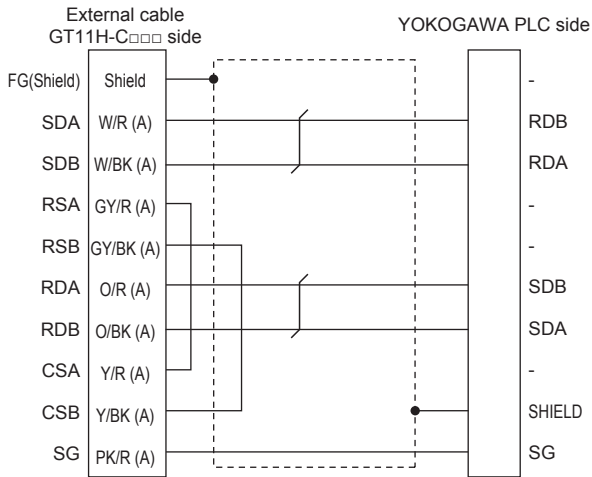 External cable
GT11H-C□□□ side
YOKOGAWA PLC side
FG(Shield) Shield -
SDA W/R (A) RDB
SDB W/BK (A) RDA
RSA GY/R (A) -
RSB GY/BK (A) -
RDA O/R (A) SDB
RDB O/BK (A) SDA
CSA Y/R (A) -
CSB Y/BK (A) SHIELD
SG PK/R (A) SG